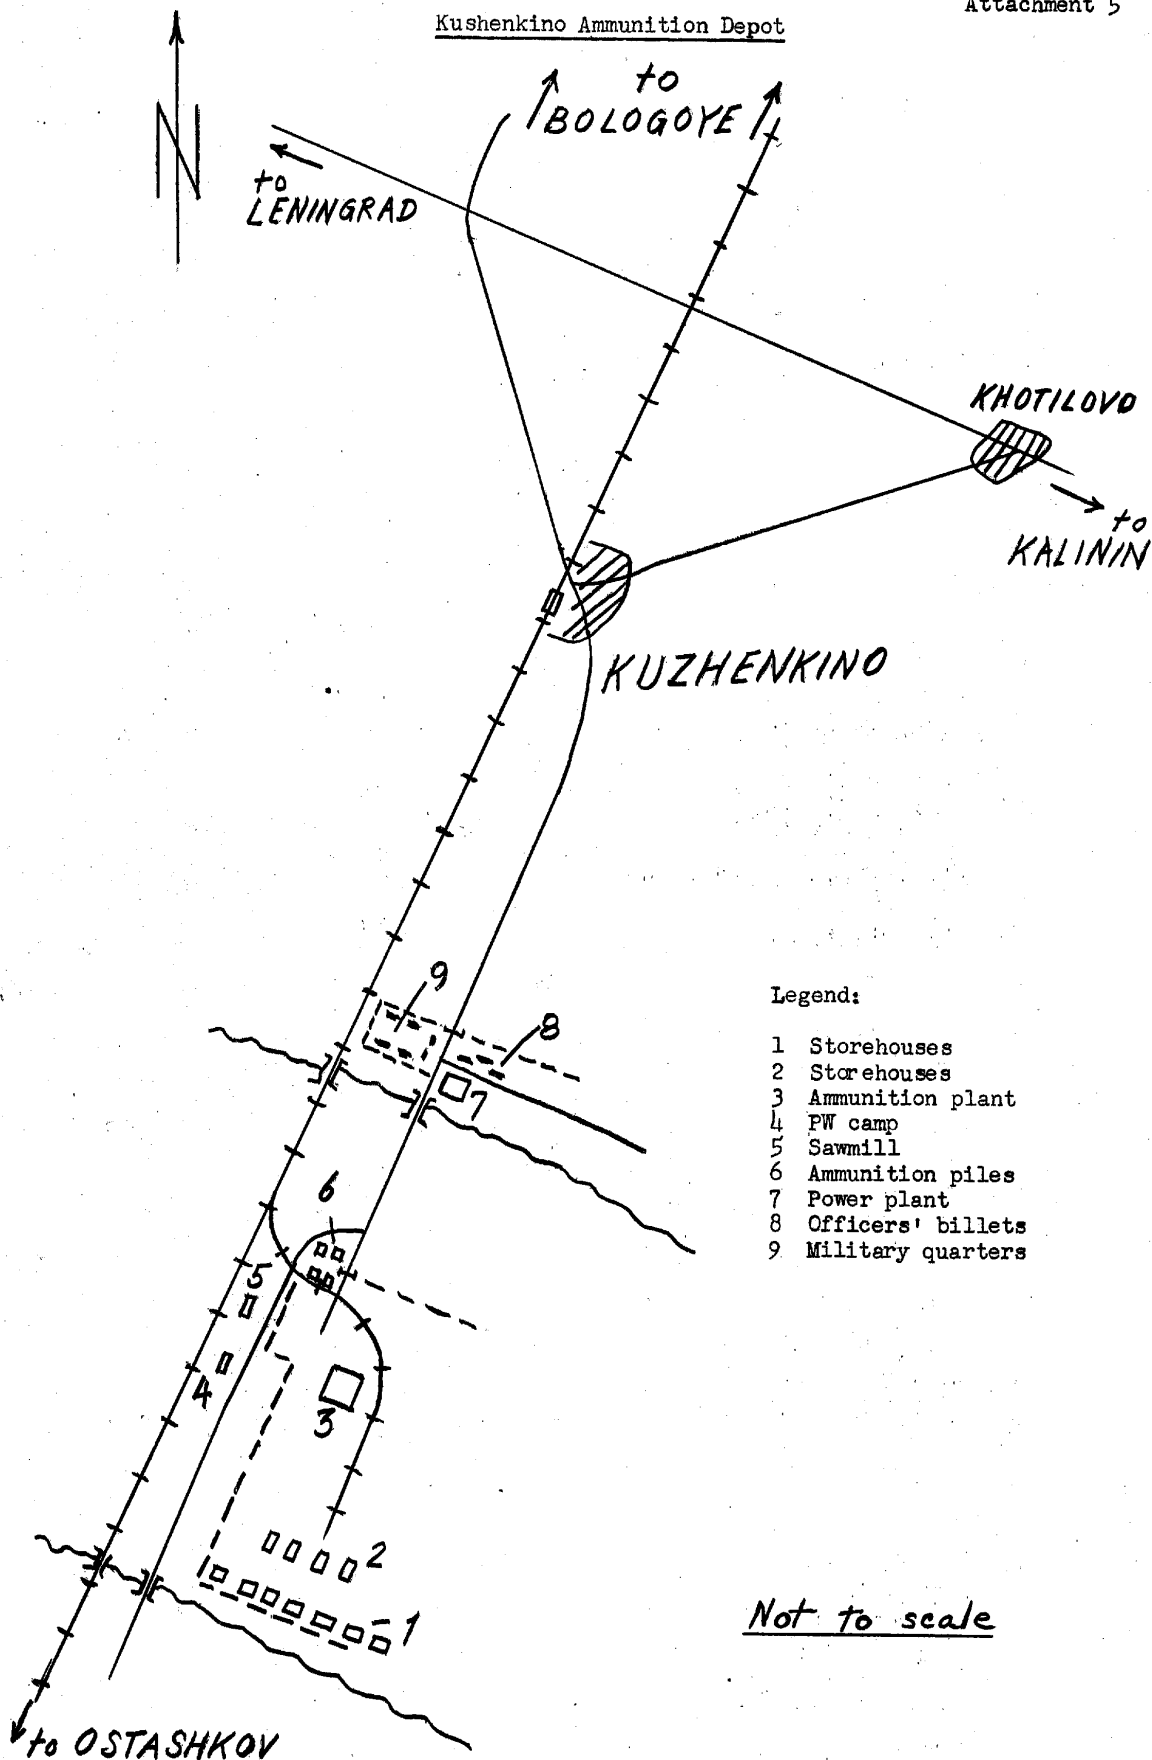 Attachment 5
Kushenkino Ammunition Depot
N
to
BOLOGOYE
to
LENINGRAD
KHOTILOVO
to
KALININ
KUZHENKINO
9
8
7
6
5
4
3
2
1
Legend:
1 Storehouses
2 Storehouses
3 Ammunition plant
4 PW camp
5 Sawmill
6 Ammunition piles
7 Power plant
8 Officers' billets
9 Military quarters
Not to scale
to OSTASHKOV